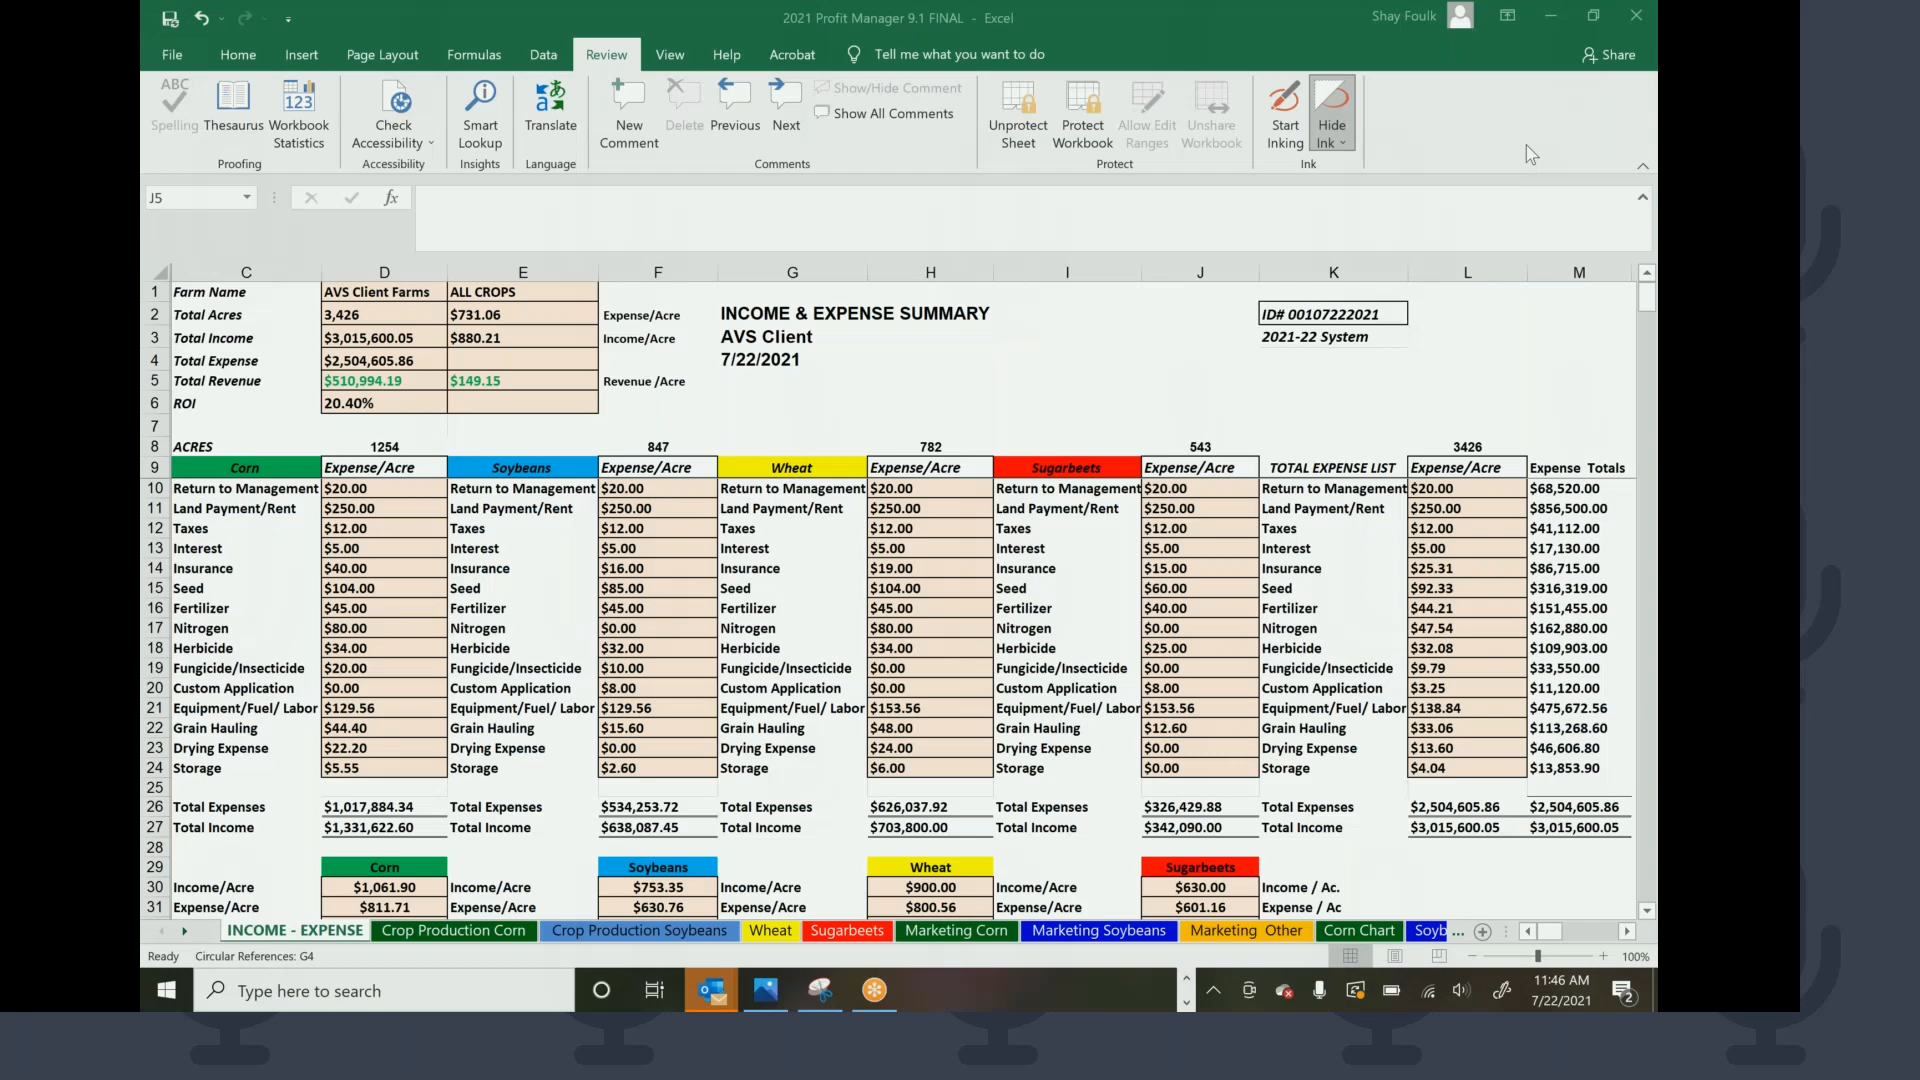 2021 Profit Manager 9.1 FINAL - Excel
Shay Foulk
File Home Insert Page Layout Formulas Data Review View Help Acrobat Tell me what you want to do Share
ABC
Spelling Thesaurus Workbook Statistics
Proofing
Check Accessibility
Accessibility
Smart Lookup
Insights
Translate
Language
New Comment Delete Previous Next
Show/Hide Comment
Show All Comments
Comments
Unprotect Sheet Protect Workbook Allow Edit Ranges Unshare Workbook
Protect
Start Inking Hide Ink
Ink
J5 fx
C D E F G H I J K L M
1 Farm Name AVS Client Farms ALL CROPS
2 Total Acres 3,426 $731.06 Expense/Acre INCOME & EXPENSE SUMMARY ID# 00107222021
3 Total Income $3,015,600.05 $880.21 Income/Acre AVS Client 2021-22 System
4 Total Expense $2,504,605.86 7/22/2021
5 Total Revenue $510,994.19 $149.15 Revenue /Acre
6 ROI 20.40%
7
8 ACRES 1254 847 782 543 3426
9 Corn Expense/Acre Soybeans Expense/Acre Wheat Expense/Acre Sugarbeets Expense/Acre TOTAL EXPENSE LIST Expense/Acre Expense Totals
10 Return to Management $20.00 Return to Management $20.00 Return to Management $20.00 Return to Management $20.00 Return to Management $20.00 $68,520.00
11 Land Payment/Rent $250.00 Land Payment/Rent $250.00 Land Payment/Rent $250.00 Land Payment/Rent $250.00 Land Payment/Rent $250.00 $856,500.00
12 Taxes $12.00 Taxes $12.00 Taxes $12.00 Taxes $12.00 Taxes $12.00 $41,112.00
13 Interest $5.00 Interest $5.00 Interest $5.00 Interest $5.00 Interest $5.00 $17,130.00
14 Insurance $40.00 Insurance $16.00 Insurance $19.00 Insurance $15.00 Insurance $25.31 $86,715.00
15 Seed $104.00 Seed $85.00 Seed $104.00 Seed $60.00 Seed $92.33 $316,319.00
16 Fertilizer $45.00 Fertilizer $45.00 Fertilizer $45.00 Fertilizer $40.00 Fertilizer $44.21 $151,455.00
17 Nitrogen $80.00 Nitrogen $0.00 Nitrogen $80.00 Nitrogen $0.00 Nitrogen $47.54 $162,880.00
18 Herbicide $34.00 Herbicide $32.00 Herbicide $34.00 Herbicide $25.00 Herbicide $32.08 $109,903.00
19 Fungicide/Insecticide $20.00 Fungicide/Insecticide $10.00 Fungicide/Insecticide $0.00 Fungicide/Insecticide $0.00 Fungicide/Insecticide $9.79 $33,550.00
20 Custom Application $0.00 Custom Application $8.00 Custom Application $0.00 Custom Application $8.00 Custom Application $3.25 $11,120.00
21 Equipment/Fuel/ Labor $129.56 Equipment/Fuel/ Labor $129.56 Equipment/Fuel/ Labor $153.56 Equipment/Fuel/ Labor $153.56 Equipment/Fuel/ Labor $138.84 $475,672.56
22 Grain Hauling $44.40 Grain Hauling $15.60 Grain Hauling $48.00 Grain Hauling $12.60 Grain Hauling $33.06 $113,268.60
23 Drying Expense $22.20 Drying Expense $0.00 Drying Expense $24.00 Drying Expense $0.00 Drying Expense $13.60 $46,606.80
24 Storage $5.55 Storage $2.60 Storage $6.00 Storage $0.00 Storage $4.04 $13,853.90
25
26 Total Expenses $1,017,884.34 Total Expenses $534,253.72 Total Expenses $626,037.92 Total Expenses $326,429.88 Total Expenses $2,504,605.86 $2,504,605.86
27 Total Income $1,331,622.60 Total Income $638,087.45 Total Income $703,800.00 Total Income $342,090.00 Total Income $3,015,600.05 $3,015,600.05
28
29 Corn Soybeans Wheat Sugarbeets
30 Income/Acre $1,061.90 Income/Acre $753.35 Income/Acre $900.00 Income/Acre $630.00 Income / Ac.
31 Expense/Acre $811.71 Expense/Acre $630.76 Expense/Acre $800.56 Expense/Acre $601.16 Expense / Ac
INCOME - EXPENSE Crop Production Corn Crop Production Soybeans Wheat Sugarbeets Marketing Corn Marketing Soybeans Marketing Other Corn Chart Soyb ...
Ready Circular References: G4 100%
Type here to search
11:46 AM
7/22/2021
2